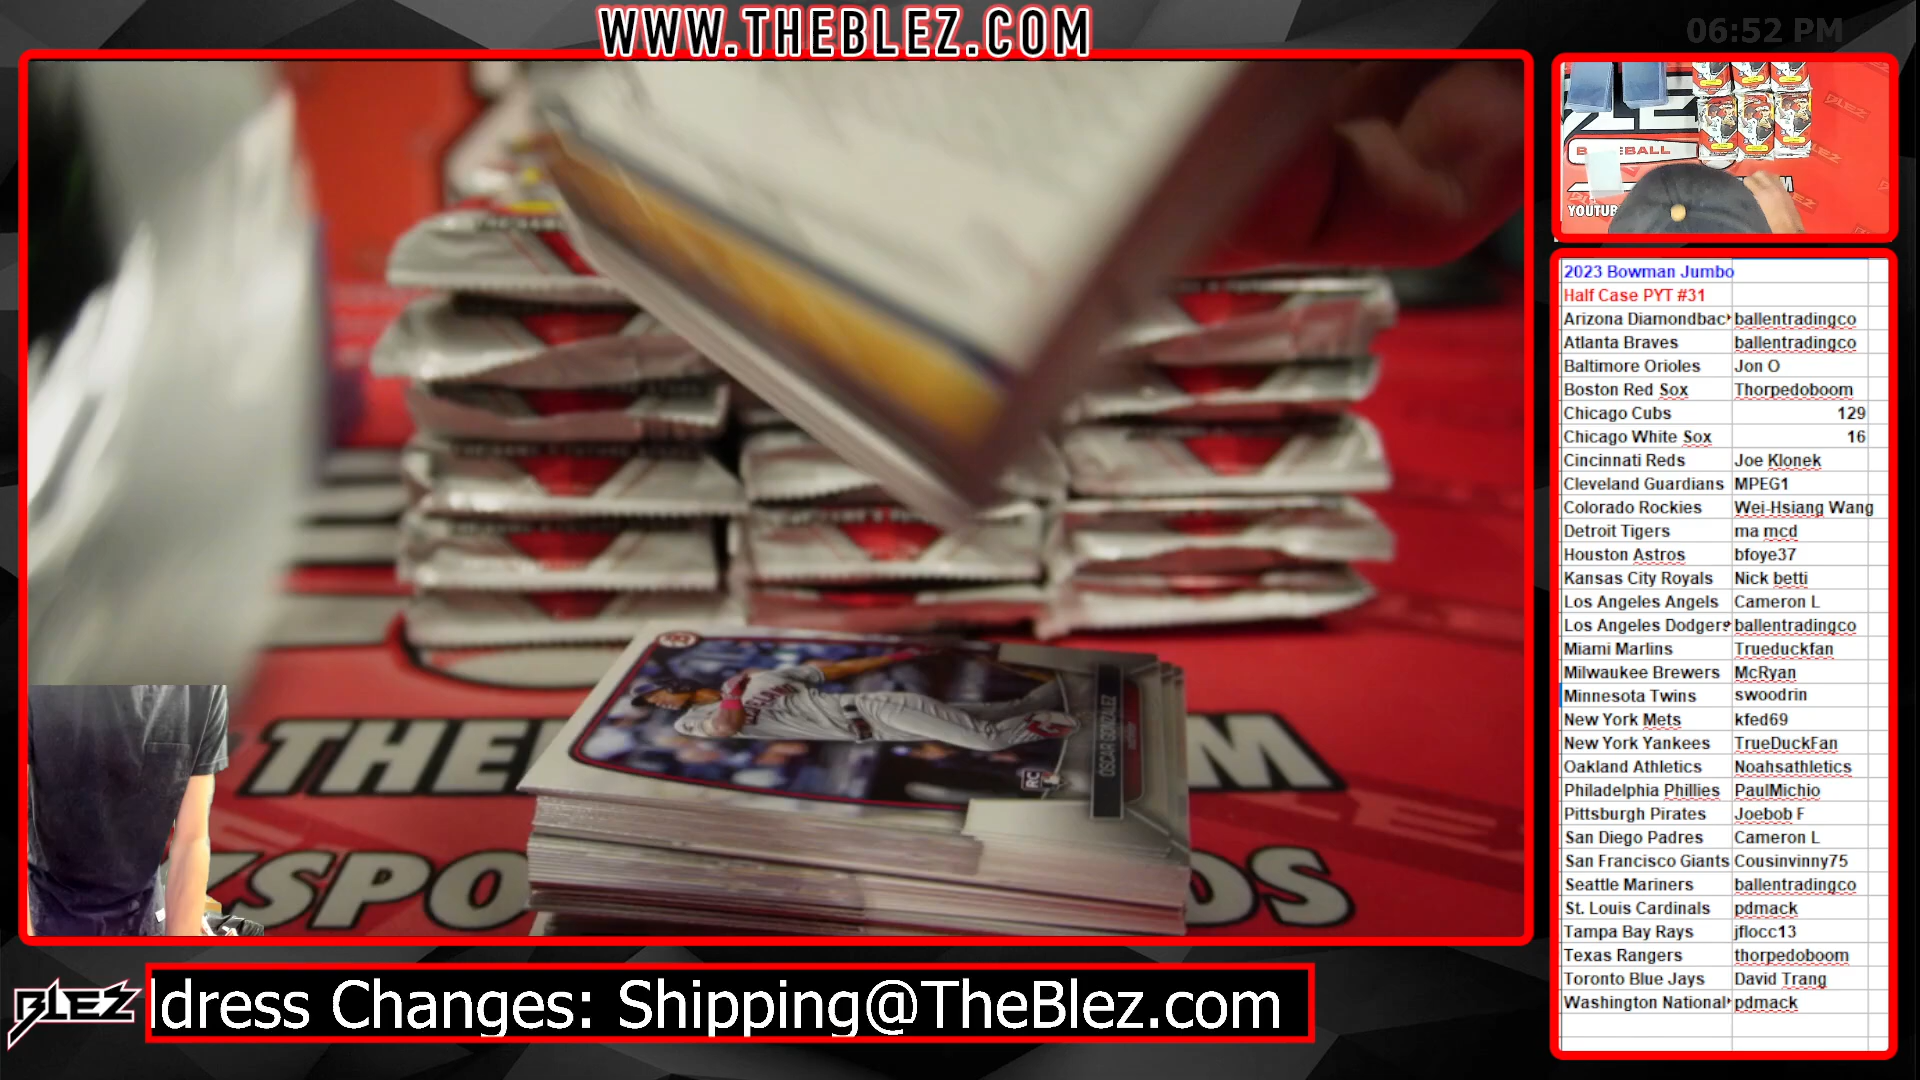 WWW.THEBLEZ.COM
06:52 PM
BLEZ
YOUTUB
2023 Bowman Jumbo
Half Case PYT #31
Arizona Diamondbac ballentradingco
Atlanta Braves ballentradingco
Baltimore Orioles Jon O
Boston Red Sox Thorpedoboom
Chicago Cubs 129
Chicago White Sox 16
Cincinnati Reds Joe Klonek
Cleveland Guardians MPEG1
Colorado Rockies Wei-Hsiang Wang
Detroit Tigers ma mcd
Houston Astros bfoye37
Kansas City Royals Nick betti
Los Angeles Angels Cameron L
Los Angeles Dodgers ballentradingco
Miami Marlins Trueduckfan
Milwaukee Brewers McRyan
Minnesota Twins swoodrin
New York Mets kfed69
New York Yankees TrueDuckFan
Oakland Athletics Noahsathletics
Philadelphia Phillies PaulMichio
Pittsburgh Pirates Joebob F
San Diego Padres Cameron L
San Francisco Giants Cousinvinny75
Seattle Mariners ballentradingco
St. Louis Cardinals pdmack
Tampa Bay Rays jflocc13
Texas Rangers thorpedoboom
Toronto Blue Jays David Trang
Washington National pdmack
OSCAR GONZALEZ
RC
THE
M
KSPO
OS
BLEZ
ldress Changes: Shipping@TheBlez.com